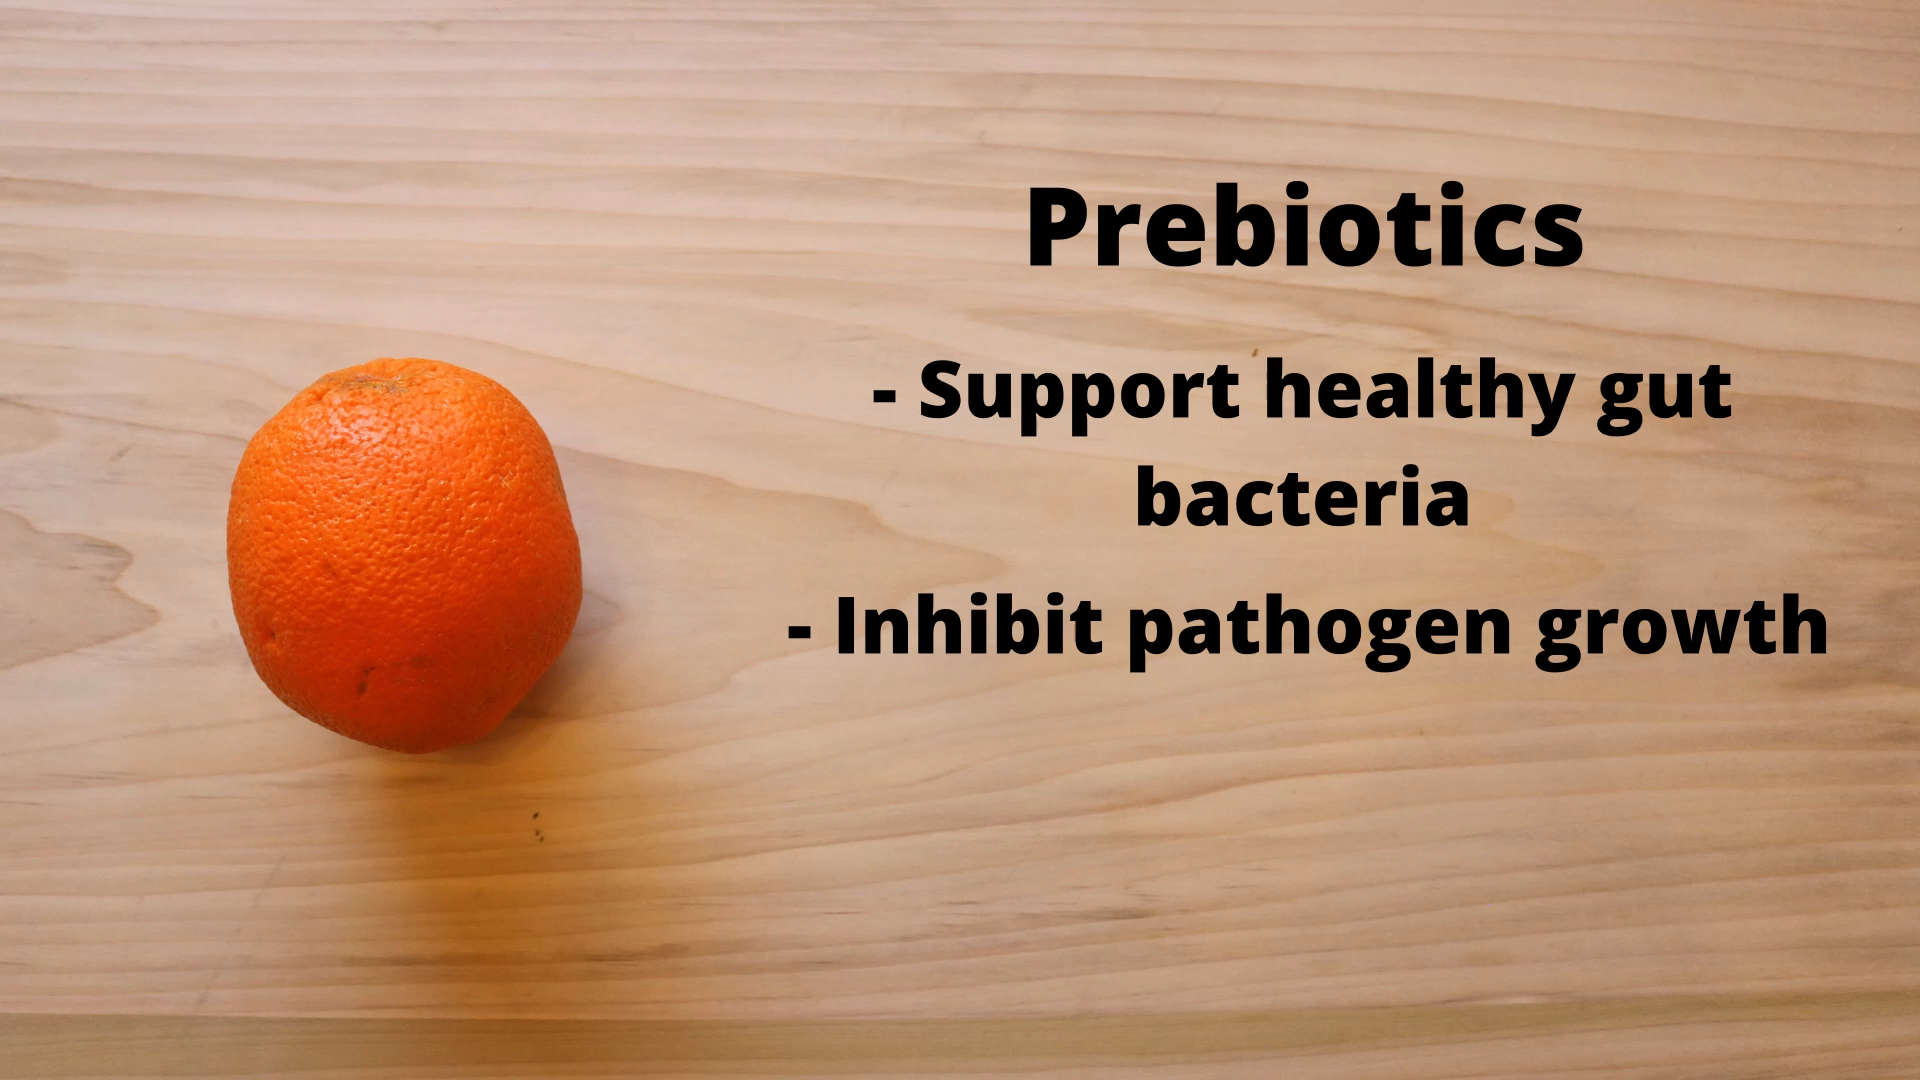 Prebiotics
- Support healthy gut
bacteria
- Inhibit pathogen growth